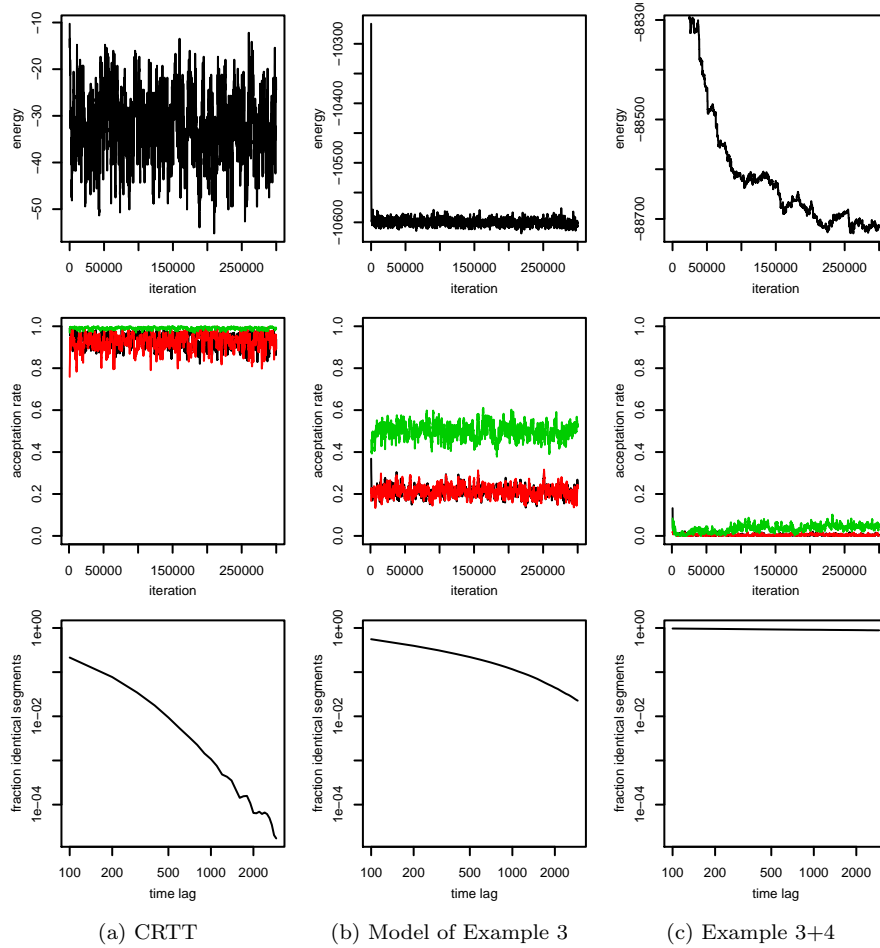 −10
−20
−30
−40
−50
energy
0 50000 150000 250000
iteration
−10300
−10400
−10500
−10600
energy
0 50000 150000 250000
iteration
−88300
−88500
−88700
energy
0 50000 150000 250000
iteration
1.0
0.8
0.6
0.4
0.2
0.0
acceptation rate
0 50000 150000 250000
iteration
1.0
0.8
0.6
0.4
0.2
0.0
acceptation rate
0 50000 150000 250000
iteration
1.0
0.8
0.6
0.4
0.2
0.0
acceptation rate
0 50000 150000 250000
iteration
1e+00
1e−02
1e−04
fraction identical segments
100 200 500 1000 2000
time lag
1e+00
1e−02
1e−04
fraction identical segments
100 200 500 1000 2000
time lag
1e+00
1e−02
1e−04
fraction identical segments
100 200 500 1000 2000
time lag
(a) CRTT
(b) Model of Example 3
(c) Example 3+4